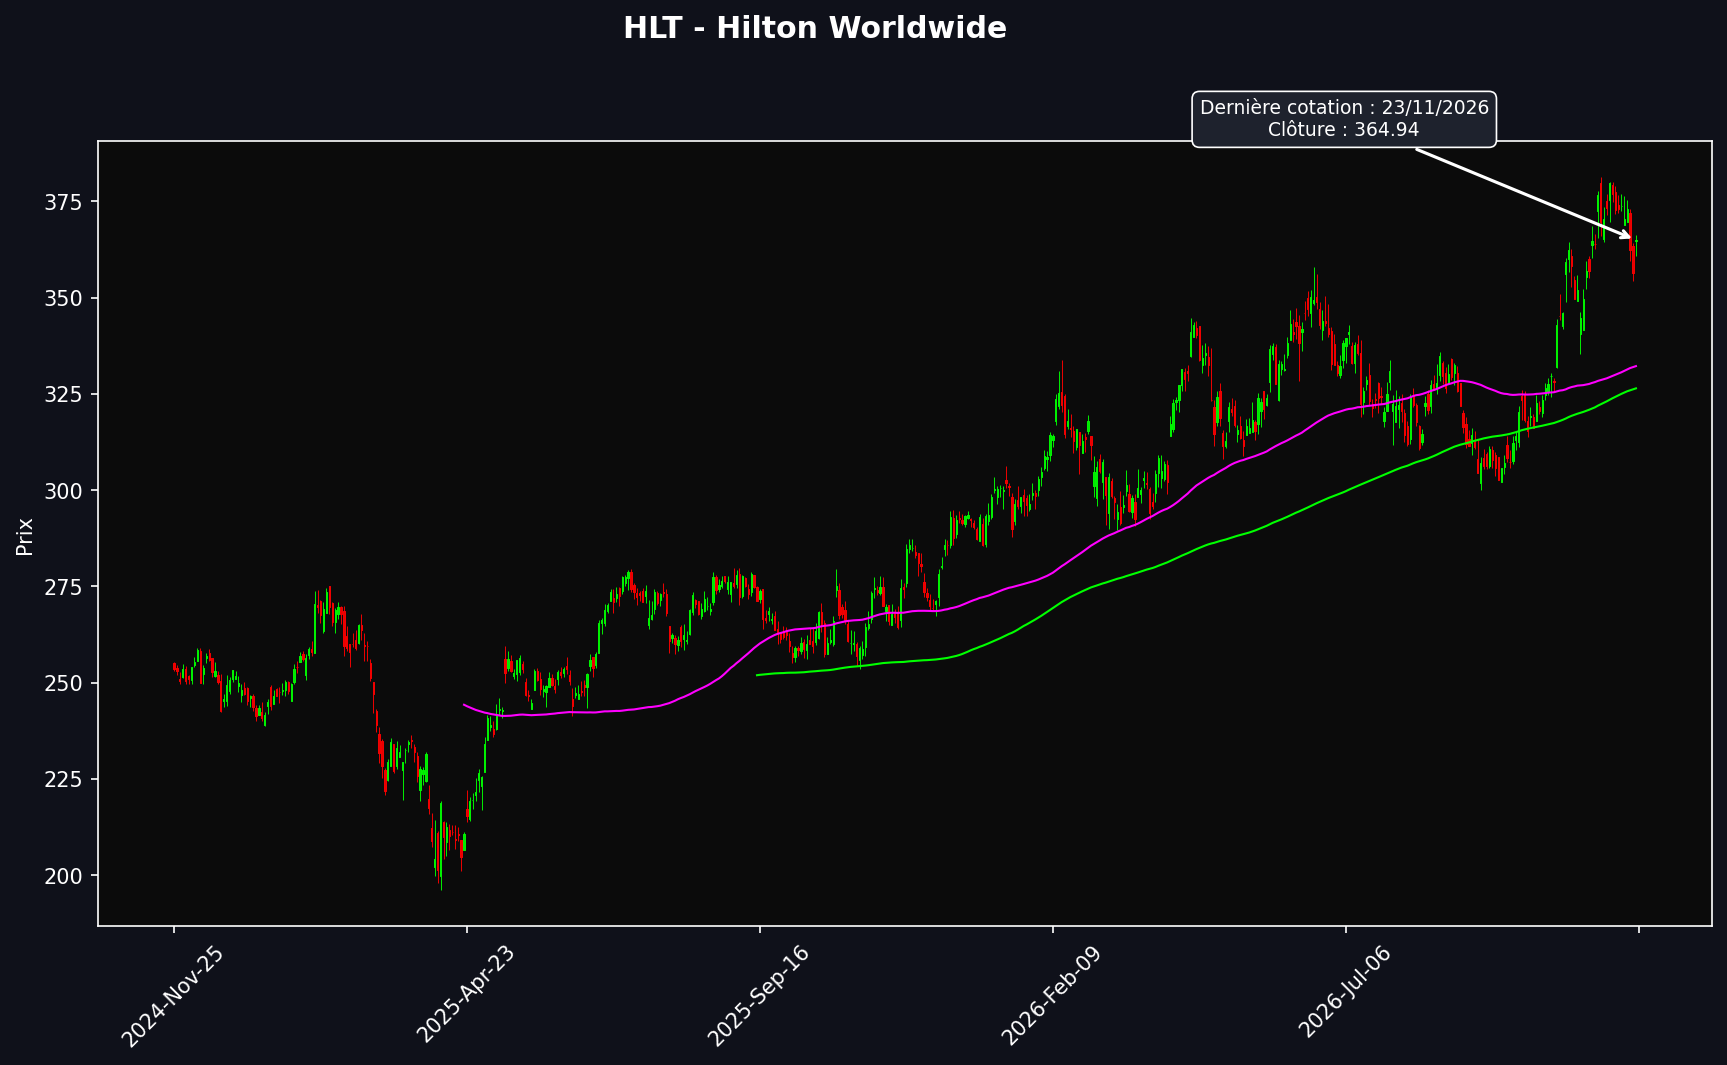 HLT - Hilton Worldwide
Dernière cotation : 23/11/2026
Clôture : 364.94
375
350
325
300
275
250
225
200
Prix
2024-Nov-25
2025-Apr-23
2025-Sep-16
2026-Feb-09
2026-Jul-06